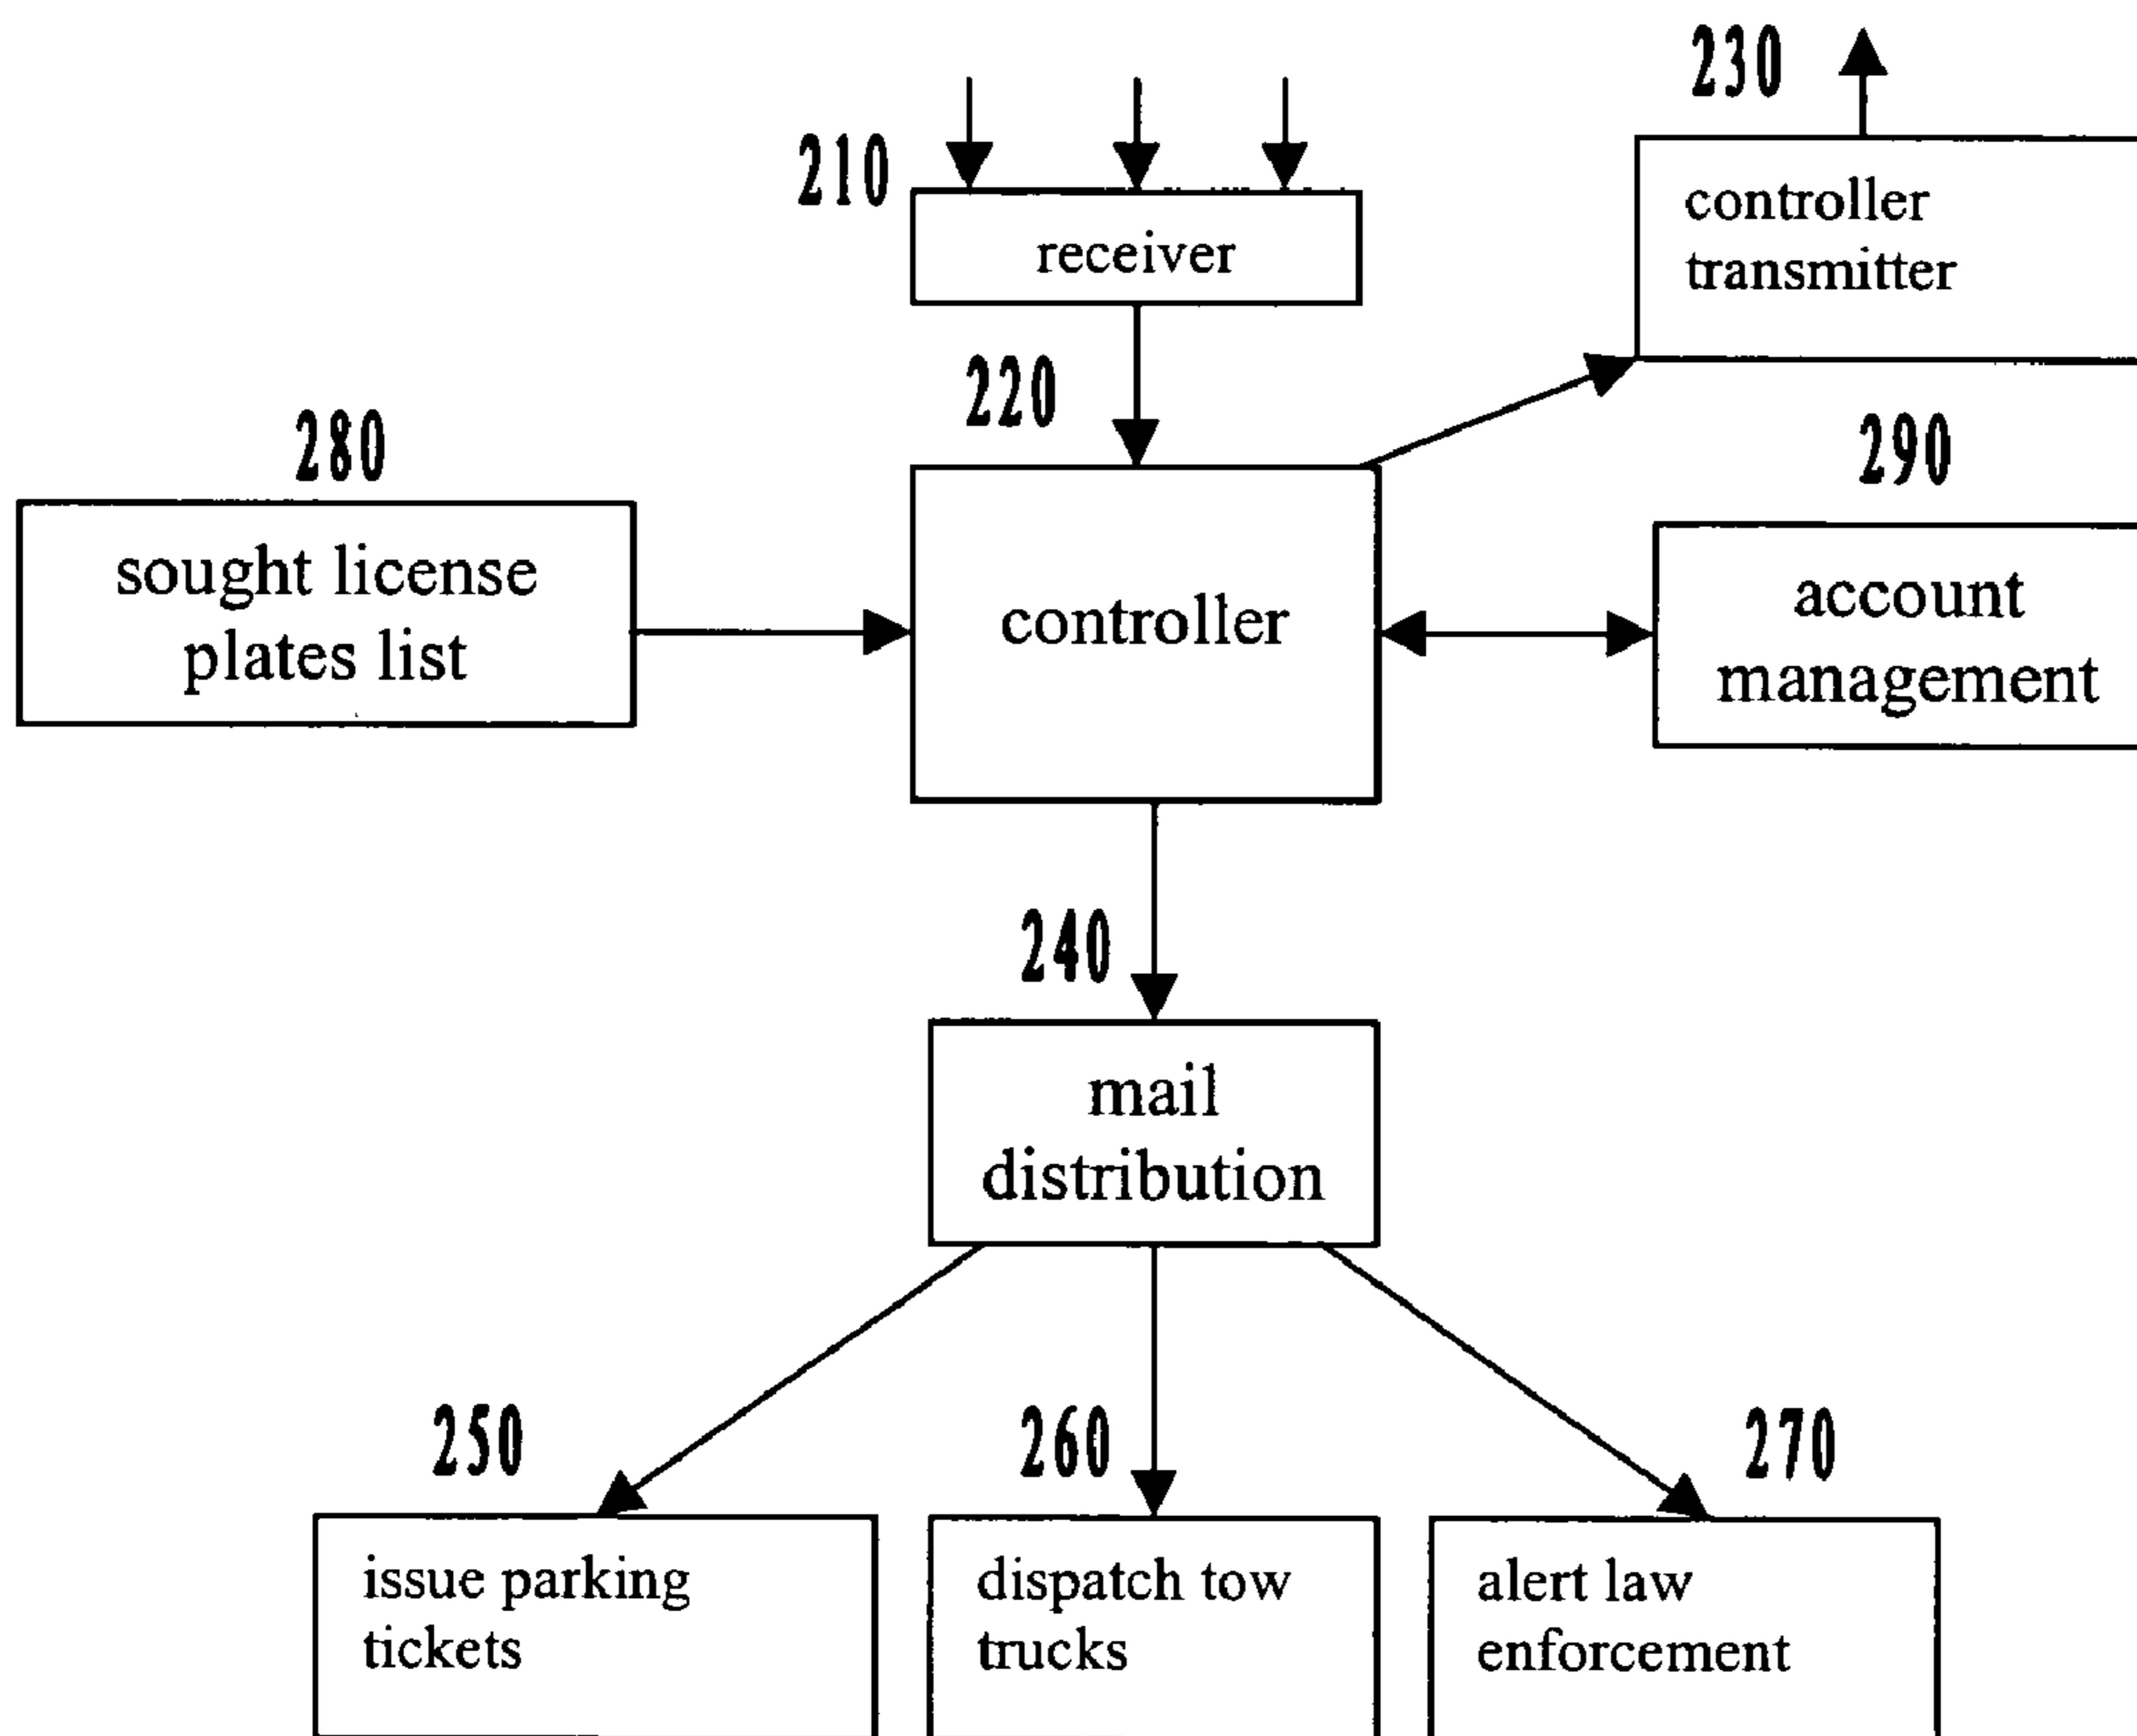 230
210
controller
transmitter
receiver
220
280
290
sought license
plates list
controller
account
management
240
mail
distribution
250
260
270
issue parking
tickets
dispatch tow
trucks
alert law
enforcement